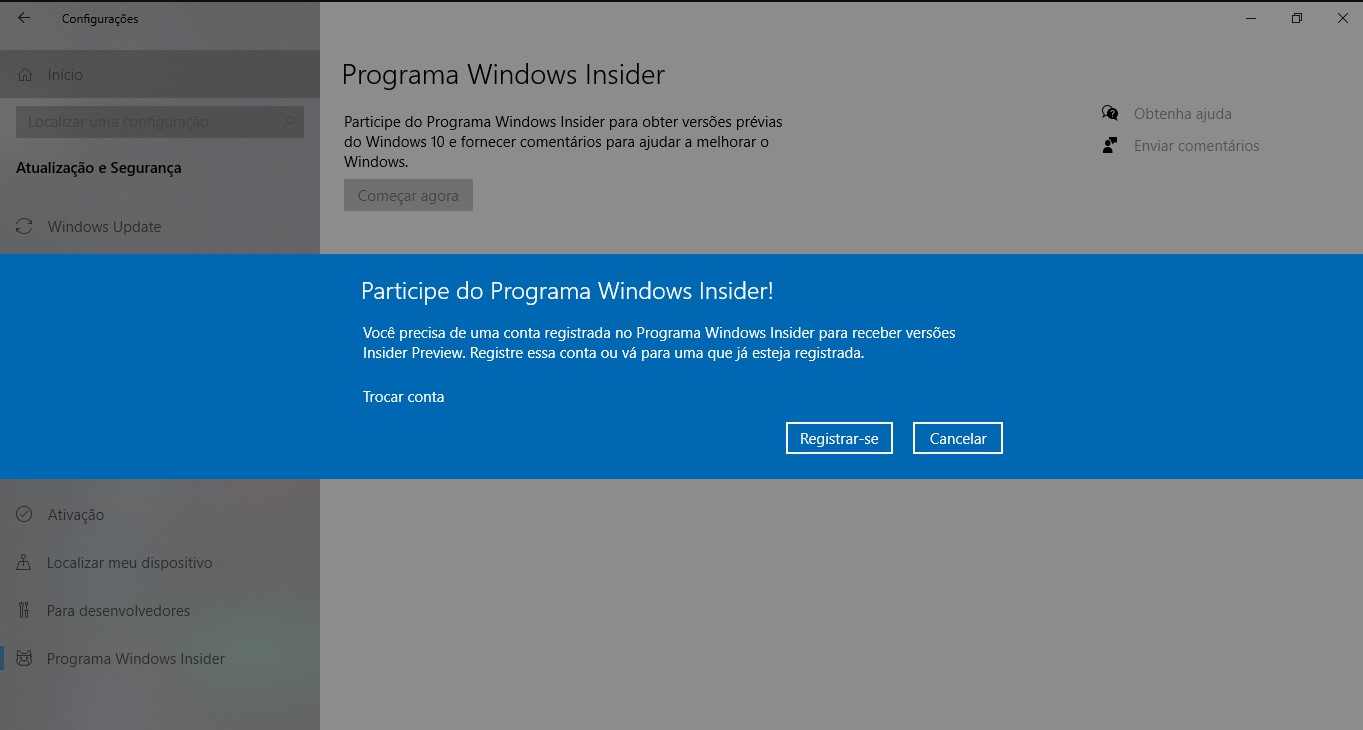 Configurações
Início
Localizar uma configuração
Atualização e Segurança
Windows Update
Programa Windows Insider
Participe do Programa Windows Insider para obter versões prévias
do Windows 10 e fornecer comentários para ajudar a melhorar o
Windows.
Começar agora
Obtenha ajuda
Enviar comentários
Participe do Programa Windows Insider!
Você precisa de uma conta registrada no Programa Windows Insider para receber versões
Insider Preview. Registre essa conta ou vá para uma que já esteja registrada.
Trocar conta
Registrar-se
Cancelar
Ativação
Localizar meu dispositivo
Para desenvolvedores
Programa Windows Insider